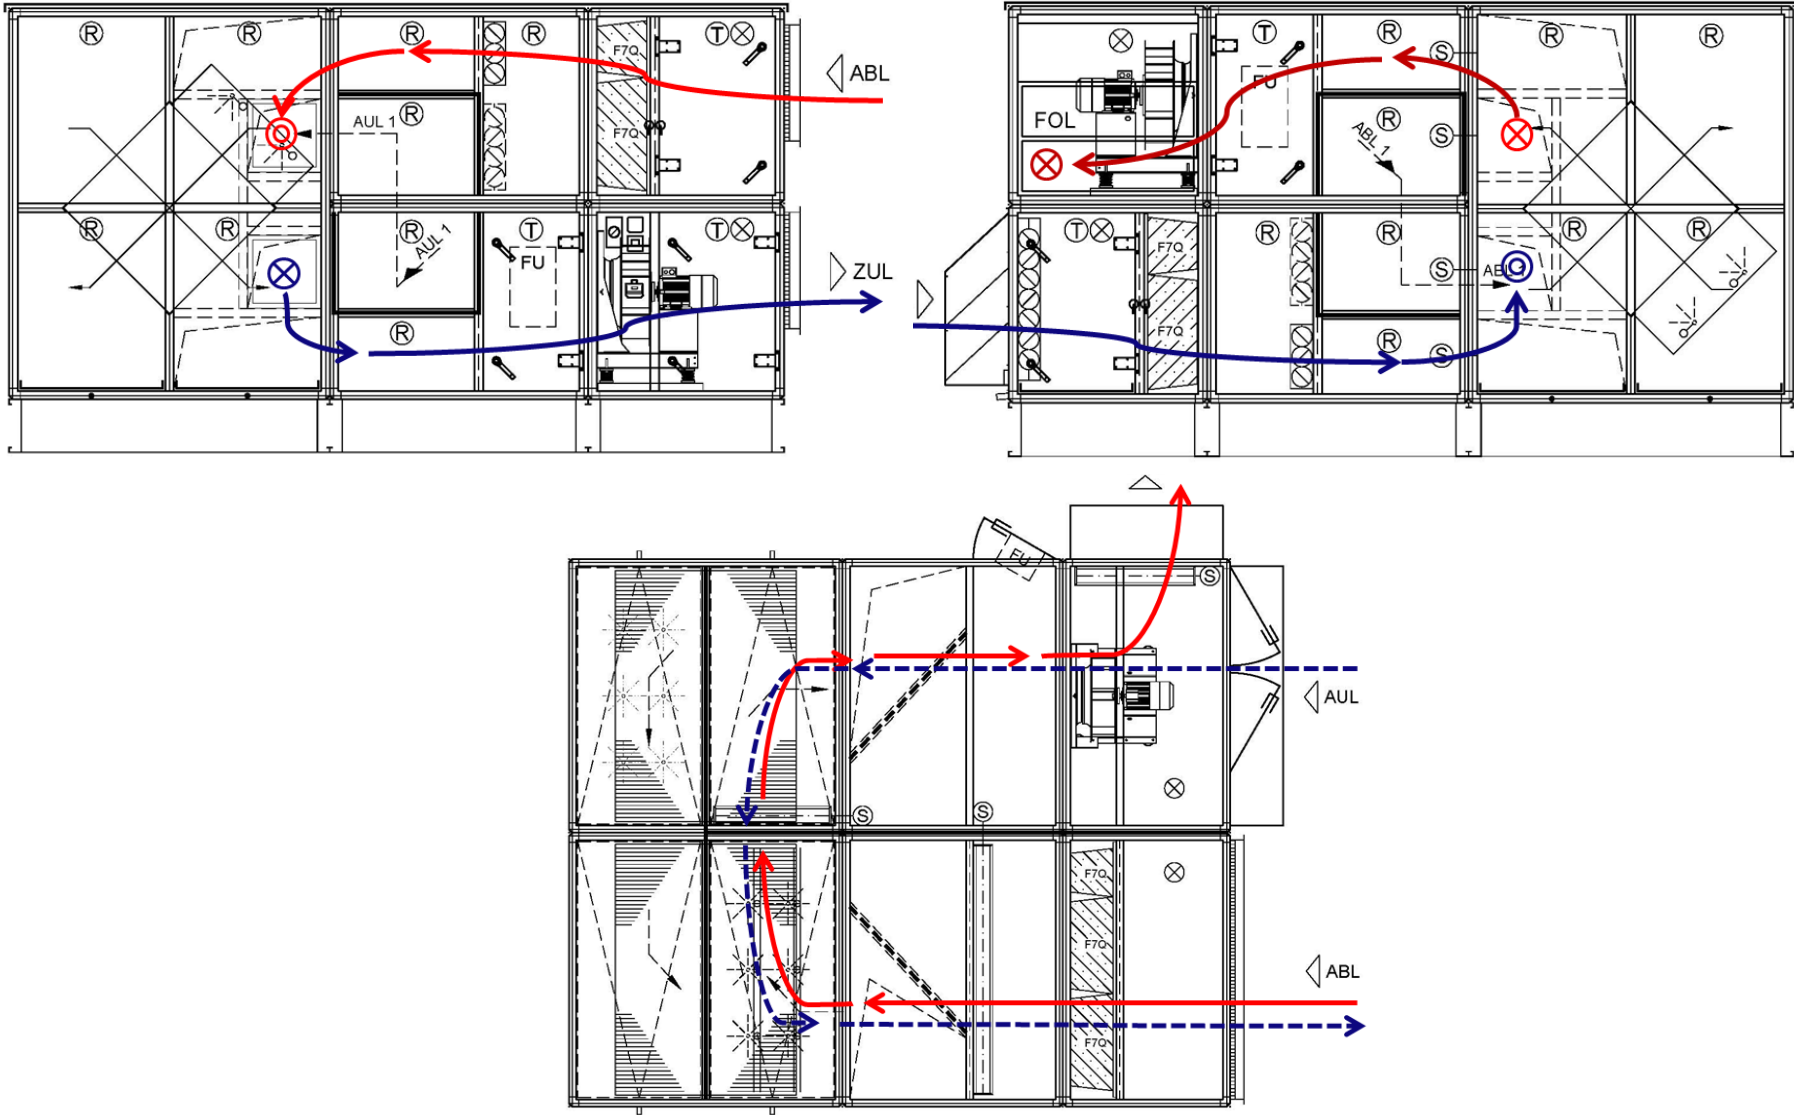 R R R R T
F7Q
ABL
F7Q
AUL 1
R
R R R T T
AUL 1
FU
ZUL
R
T R S R R
FU
FOL
R
ABL 1
S
T R R R R
F7Q
S
ABL 1
F7Q
R S
FU
S
AUL
S S
F7Q
F7Q
ABL
F7Q